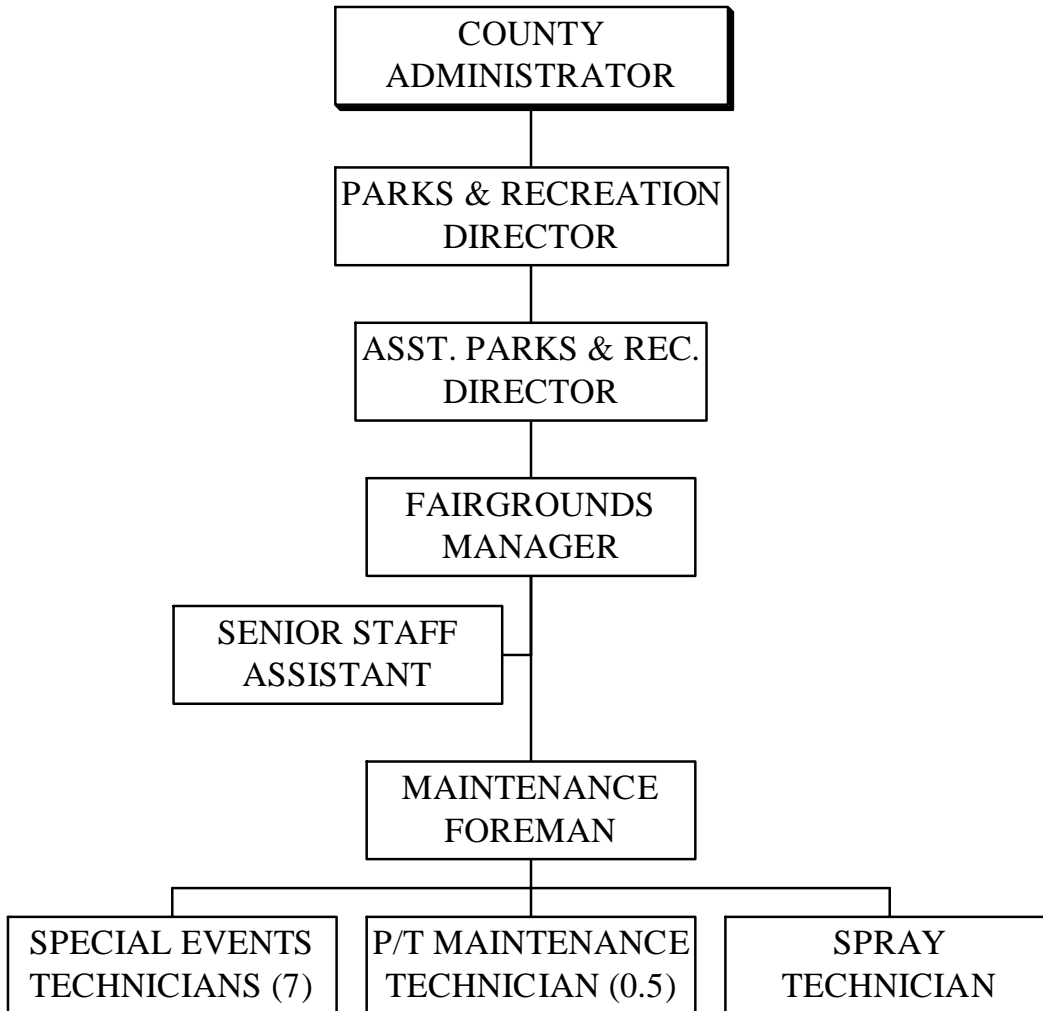 COUNTY
ADMINISTRATOR
PARKS & RECREATION
DIRECTOR
ASST. PARKS & REC.
DIRECTOR
FAIRGROUNDS
MANAGER
SENIOR STAFF
ASSISTANT
MAINTENANCE
FOREMAN
SPECIAL EVENTS
TECHNICIANS (7)
P/T MAINTENANCE
TECHNICIAN (0.5)
SPRAY
TECHNICIAN